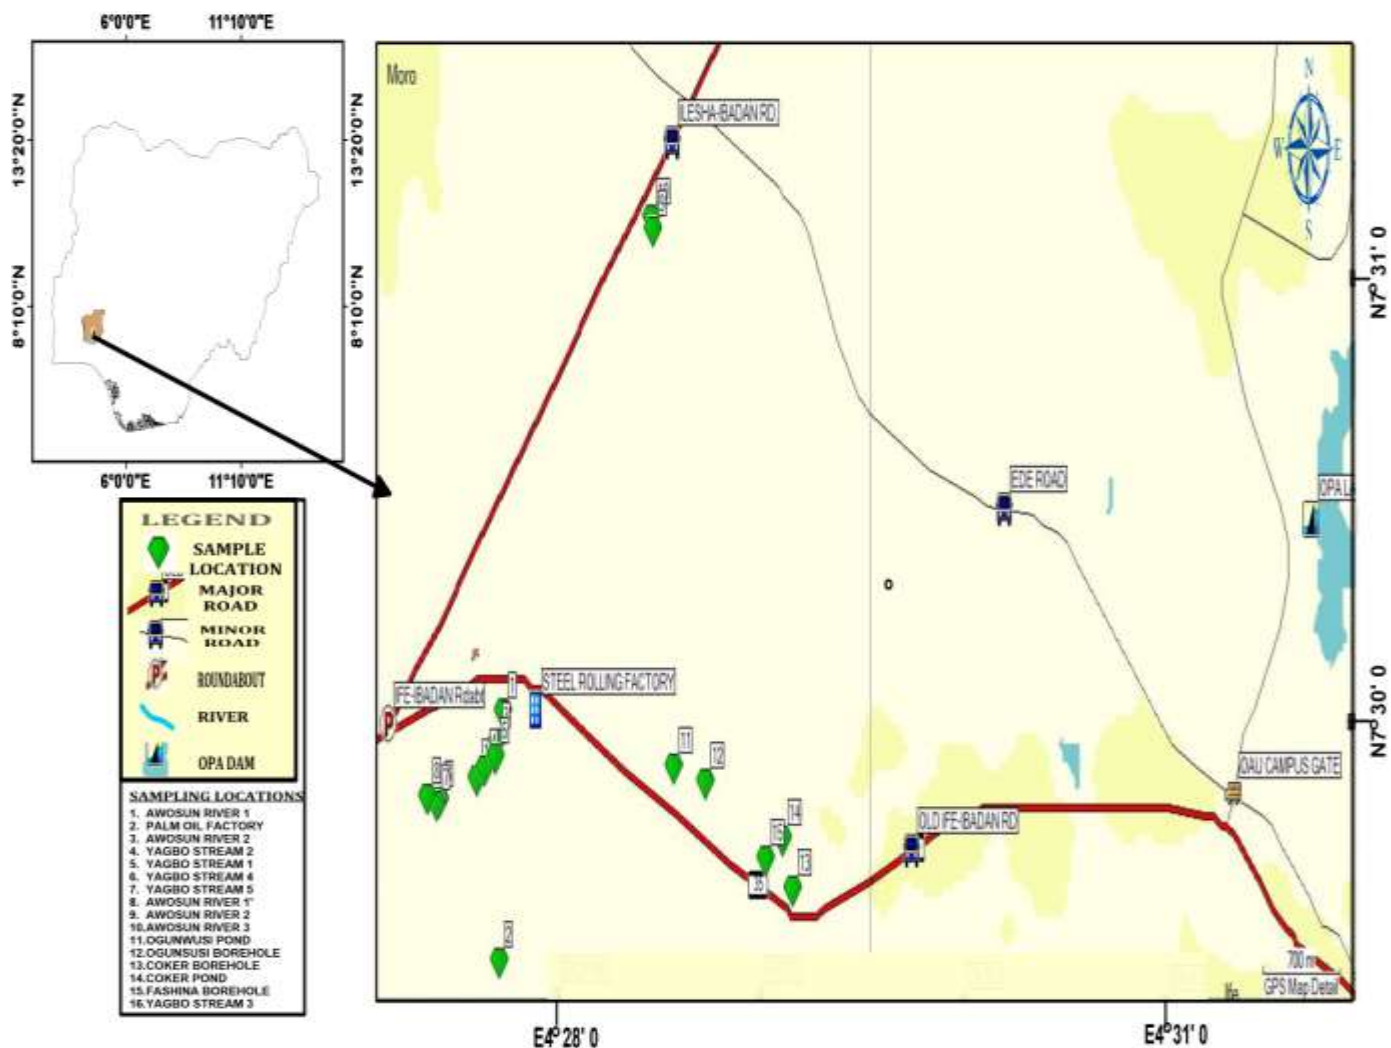 6°0'0"E 11°10'0"E
13°20'0"N
13°20'0"N
8°10'0"N
8°10'0"N
6°0'0"E 11°10'0"E
LEGEND
SAMPLE
LOCATION
MAJOR
ROAD
MINOR
ROAD
ROUNDABOUT
RIVER
OPA DAM
SAMPLING LOCATIONS
1. AWOSUN RIVER 1
2. PALM OIL FACTORY
3. AWOSUN RIVER 2
4. YAGBO STREAM 2
5. YAGBO STREAM 1
6. YAGBO STREAM 4
7. YAGBO STREAM 5
8. AWOSUN RIVER 1'
9. AWOSUN RIVER 2
10. AWOSUN RIVER 3
11. OGUNWUSI POND
12. OGUNSUSI BOREHOLE
13. COKER BOREHOLE
14. COKER POND
15. FASHINA BOREHOLE
16. YAGBO STREAM 3
Moro
ILESHA-IBADAN RD
N
W E
S
N7° 31' 0
EDE ROAD
OPA LA
IFE-IBADAN Rdabt
P
1
STEEL ROLLING FACTORY
N7° 30' 0
11
12
OAU CAMPUS GATE
14
15
OLD IFE-IBADAN RD
13
700 m
GPS Map Detail
Ife
E4° 28' 0
E4° 31' 0